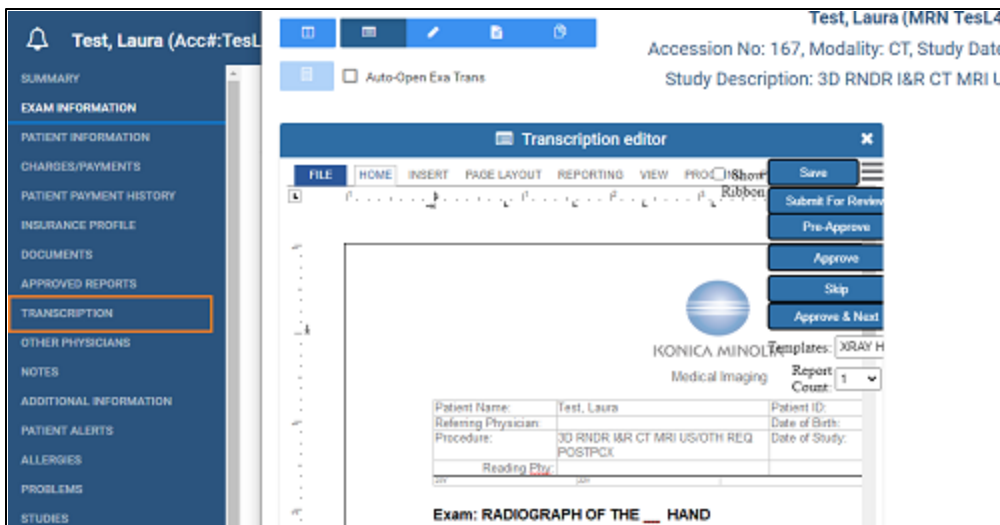 Test, Laura (Acc#:TesL
SUMMARY
EXAM INFORMATION
PATIENT INFORMATION
CHARGES/PAYMENTS
PATIENT PAYMENT HISTORY
INSURANCE PROFILE
DOCUMENTS
APPROVED REPORTS
TRANSCRIPTION
OTHER PHYSICIANS
NOTES
ADDITIONAL INFORMATION
PATIENT ALERTS
ALLERGIES
PROBLEMS
STUDIES
Auto-Open Exa Trans
Test, Laura (MRN TesL4
Accession No: 167, Modality: CT, Study Date
Study Description: 3D RNDR I&R CT MRI U
Transcription editor
FILE HOME INSERT PAGE LAYOUT REPORTING VIEW
Show
Ribbon
Save
Submit For Review
Pre-Approve
Approve
Skip
Approve & Next
Templates: XRAY H
Report
Count: 1
KONICA MINOLTA
Medical Imaging
Patient Name: Test, Laura Patient ID:
Referring Physician: Date of Birth:
Procedure: 3D RNDR I&R CT MRI US/OTH REQ Date of Study:
POSTPCX
Reading Phy:
Exam: RADIOGRAPH OF THE __ HAND